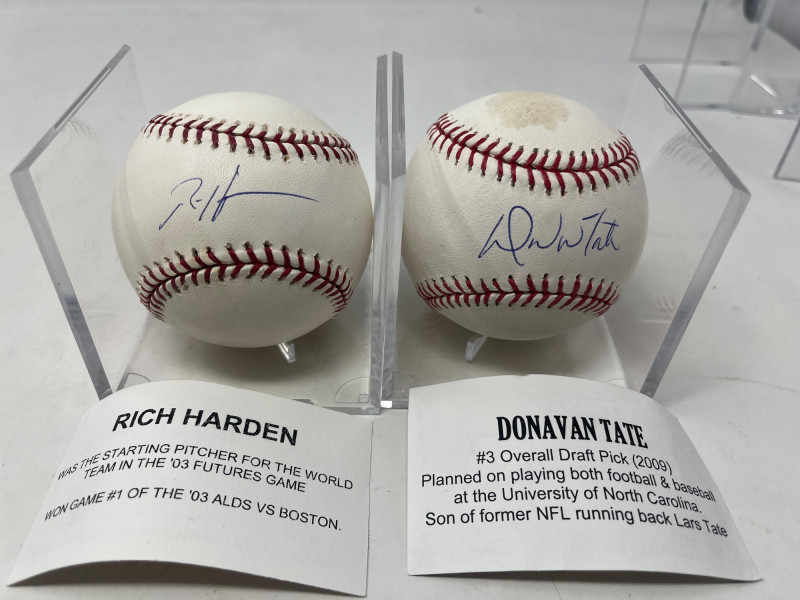 Donovan Tate
RICH HARDEN
WAS THE STARTING PITCHER FOR THE WORLD
TEAM IN THE '03 FUTURES GAME
WON GAME #1 OF THE '03 ALDS VS BOSTON.
DONAVAN TATE
#3 Overall Draft Pick (2009)
Planned on playing both football & baseball
at the University of North Carolina.
Son of former NFL running back Lars Tate